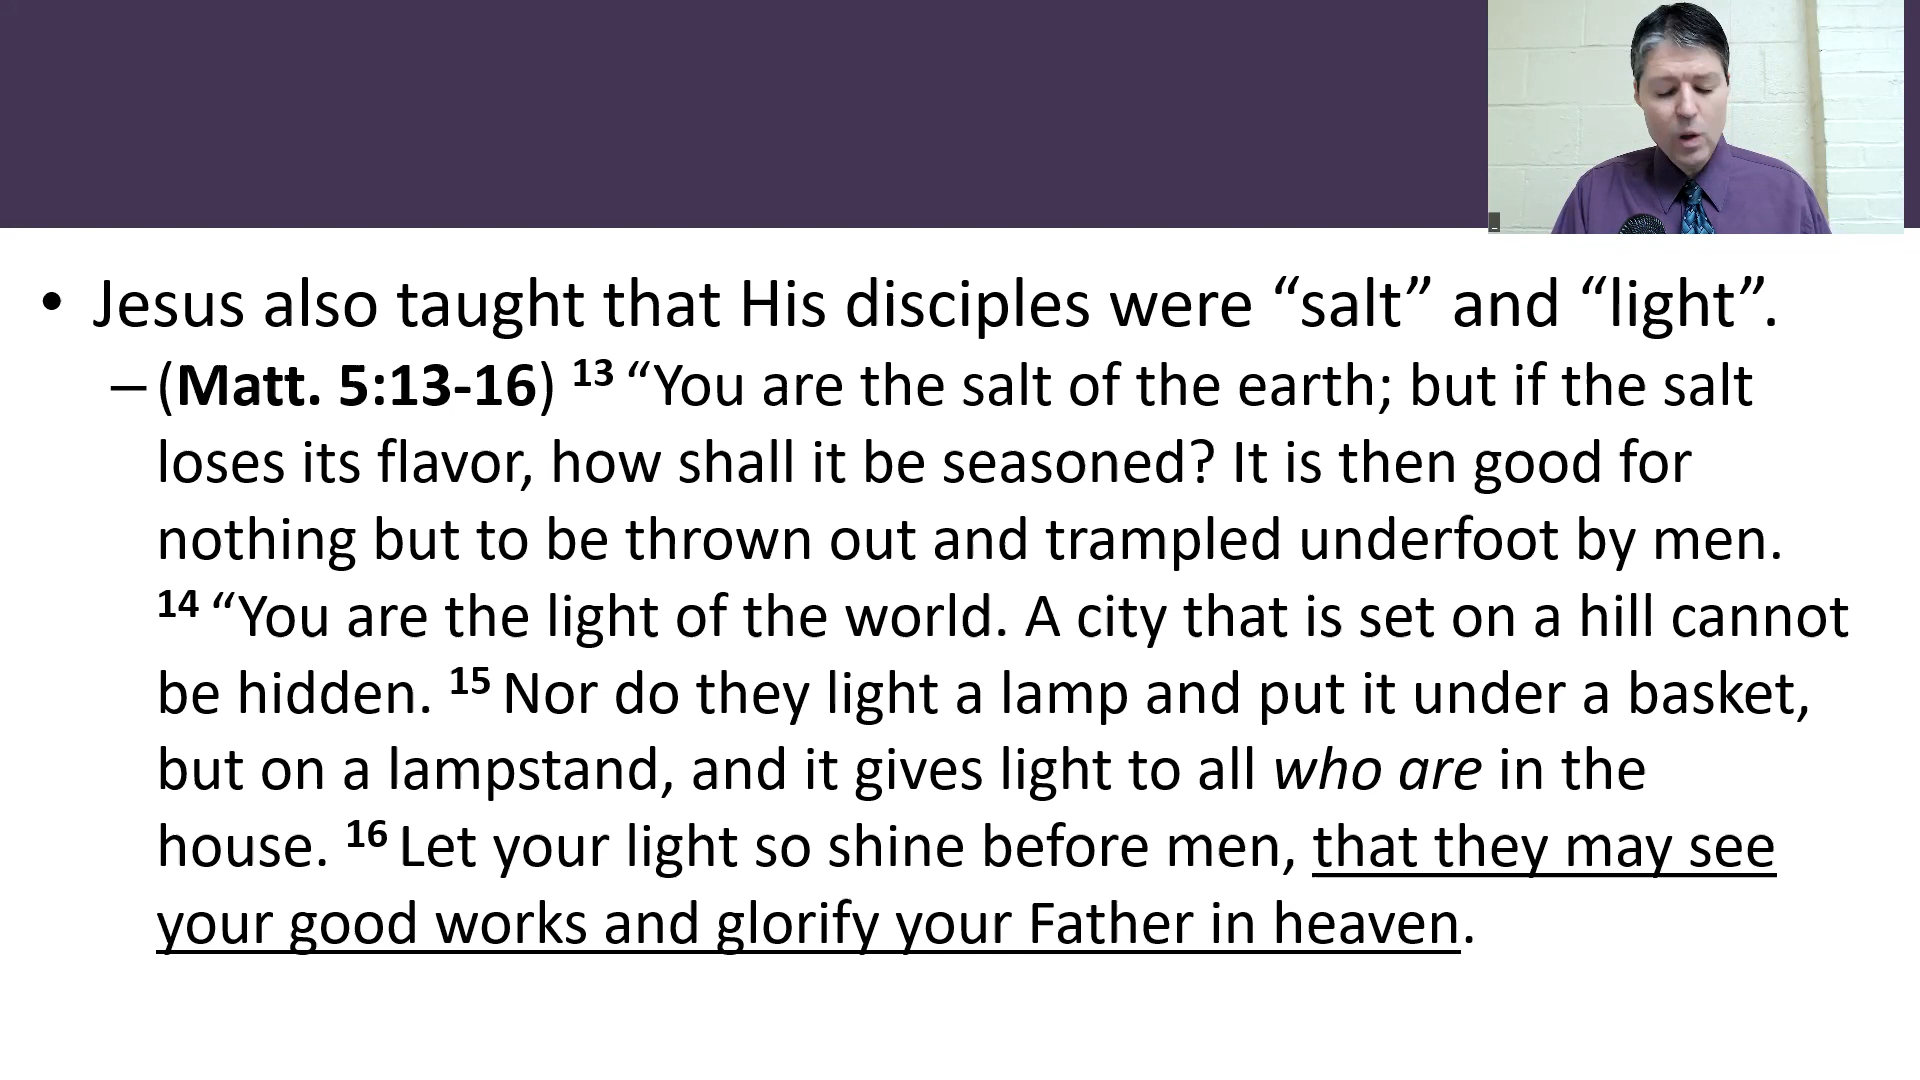 • Jesus also taught that His disciples were “salt” and “light”.
– (Matt. 5:13-16) 13 “You are the salt of the earth; but if the salt
loses its flavor, how shall it be seasoned? It is then good for
nothing but to be thrown out and trampled underfoot by men.
14 “You are the light of the world. A city that is set on a hill cannot
be hidden. 15 Nor do they light a lamp and put it under a basket,
but on a lampstand, and it gives light to all who are in the
house. 16 Let your light so shine before men, that they may see
your good works and glorify your Father in heaven.